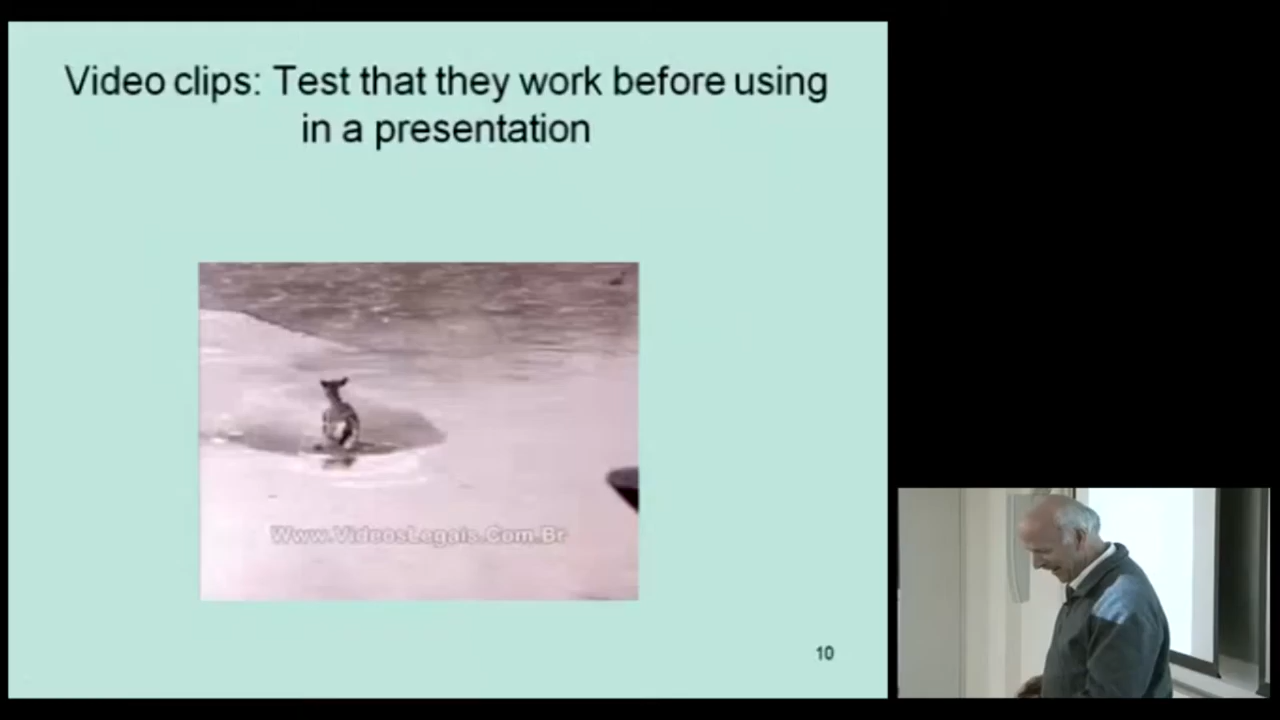 Video clips: Test that they work before using
in a presentation
Www.VideosLegais.Com.Br
10